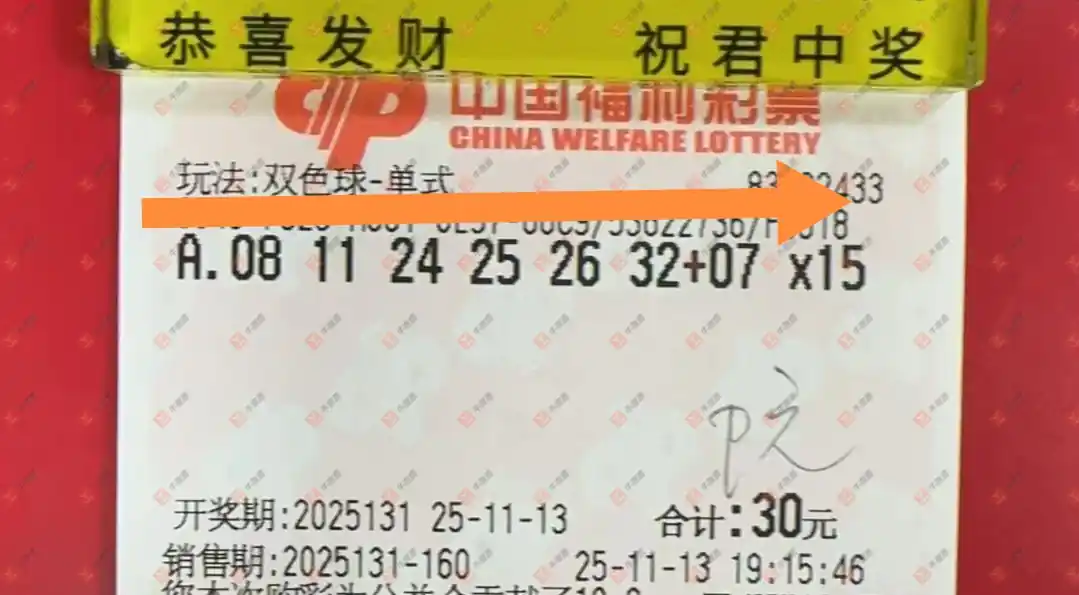 恭喜发财 祝君中奖
中国福利彩票
CHINA WELFARE LOTTERY
玩法:双色球-单式
A.08 11 24 25 26 32+07 x15
开奖期:2025131 25-11-13 合计:30元
销售期:2025131-160 25-11-13 19:15:46